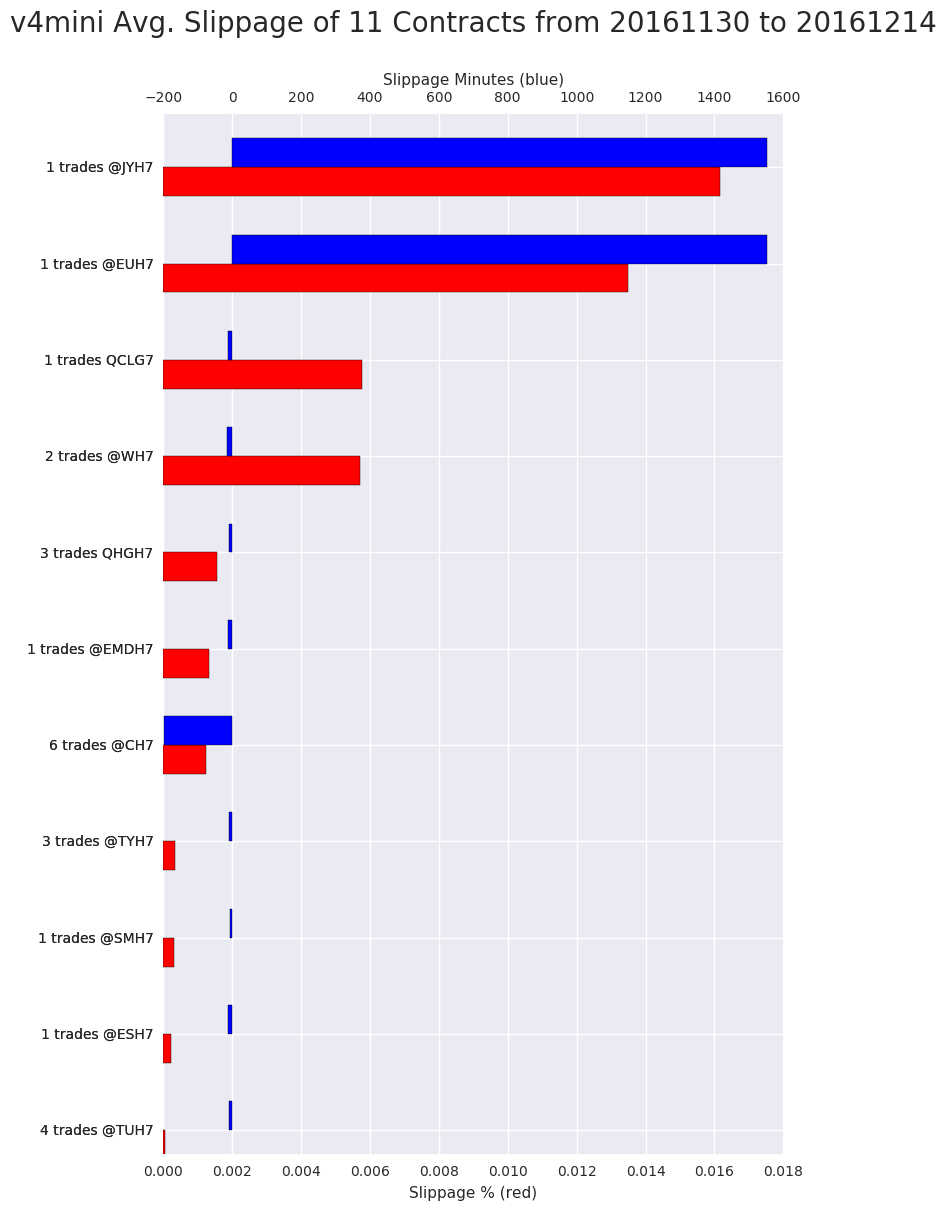 v4mini Avg. Slippage of 11 Contracts from 20161130 to 20161214
Slippage Minutes (blue)
−200 0 200 400 600 800 1000 1200 1400 1600
1 trades @JYH7
1 trades @EUH7
1 trades QCLG7
2 trades @WH7
3 trades QHGH7
1 trades @EMDH7
6 trades @CH7
3 trades @TYH7
1 trades @SMH7
1 trades @ESH7
4 trades @TUH7
0.000 0.002 0.004 0.006 0.008 0.010 0.012 0.014 0.016 0.018
Slippage % (red)